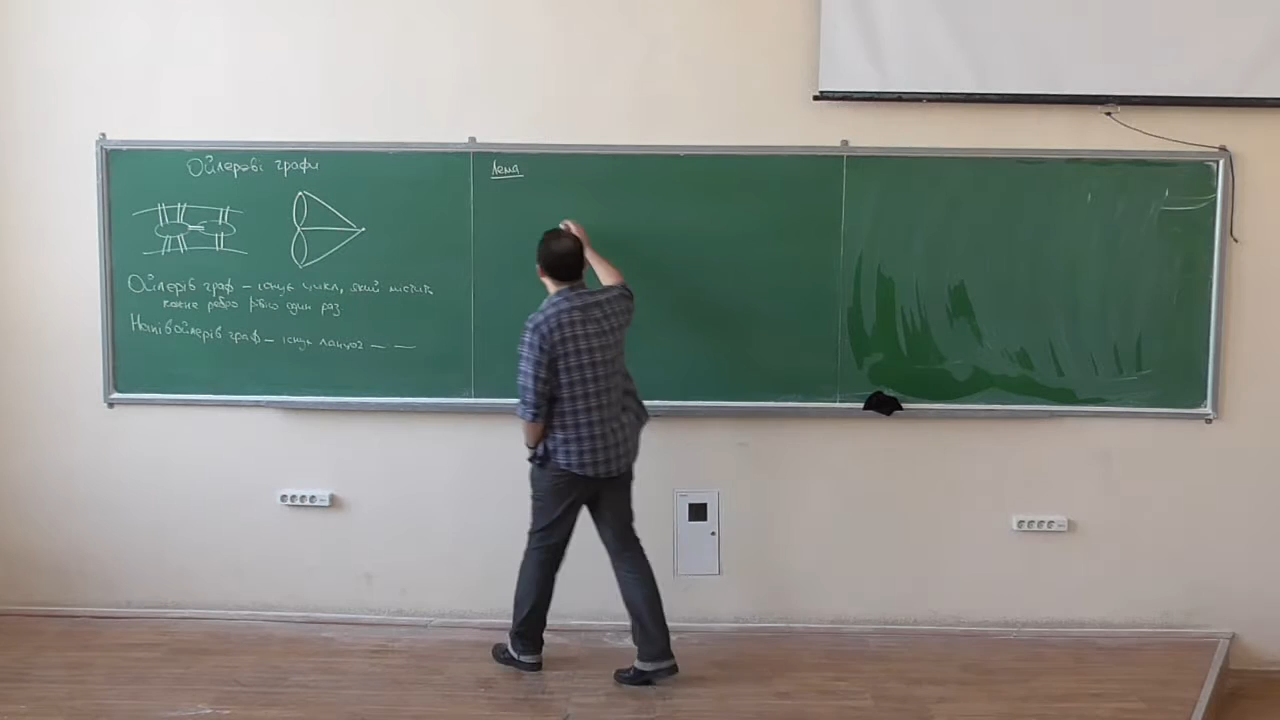 Ойлерові графи
Ойлерів граф – існує цикл, який містить
кожне ребро рівно один раз
Напівойлерів граф – існує ланцюг — —
Лема